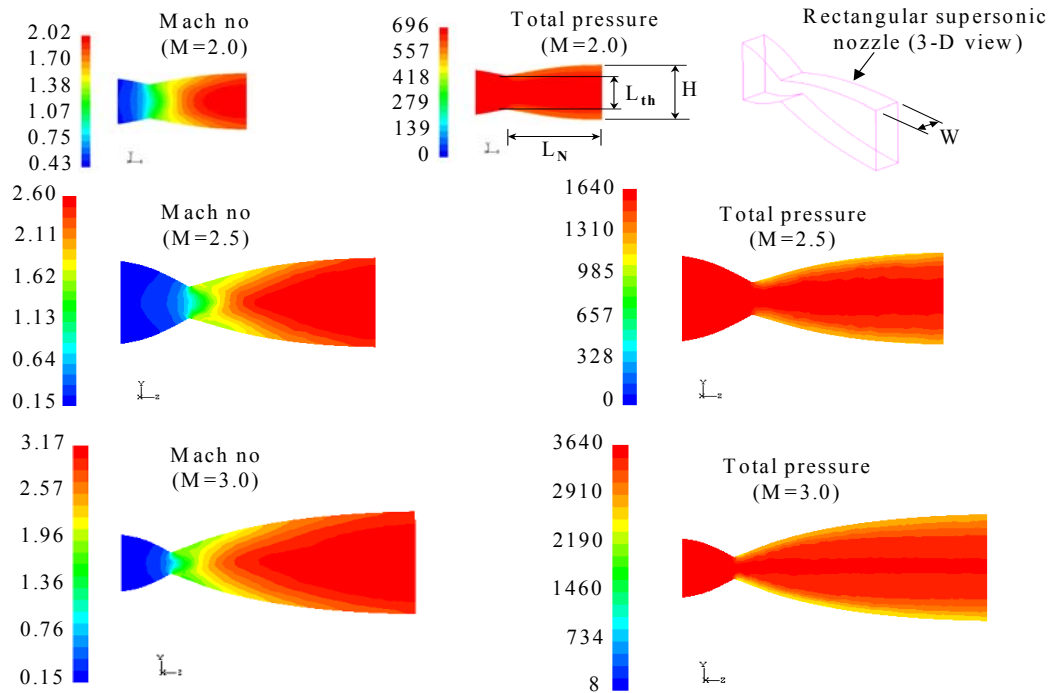 Mach no
(M=2.0)
2.02
1.70
1.38
1.07
0.75
0.43
Total pressure
(M=2.0)
696
557
418
279
139
0
L th
H
L N
Rectangular supersonic
nozzle (3-D view)
W
Mach no
(M=2.5)
2.60
2.11
1.62
1.13
0.64
0.15
Y
z
Total pressure
(M=2.5)
1640
1310
985
657
328
0
Y
z
Mach no
(M=3.0)
3.17
2.57
1.96
1.36
0.76
0.15
Y
z
Total pressure
(M=3.0)
3640
2910
2190
1460
734
8
Y
z